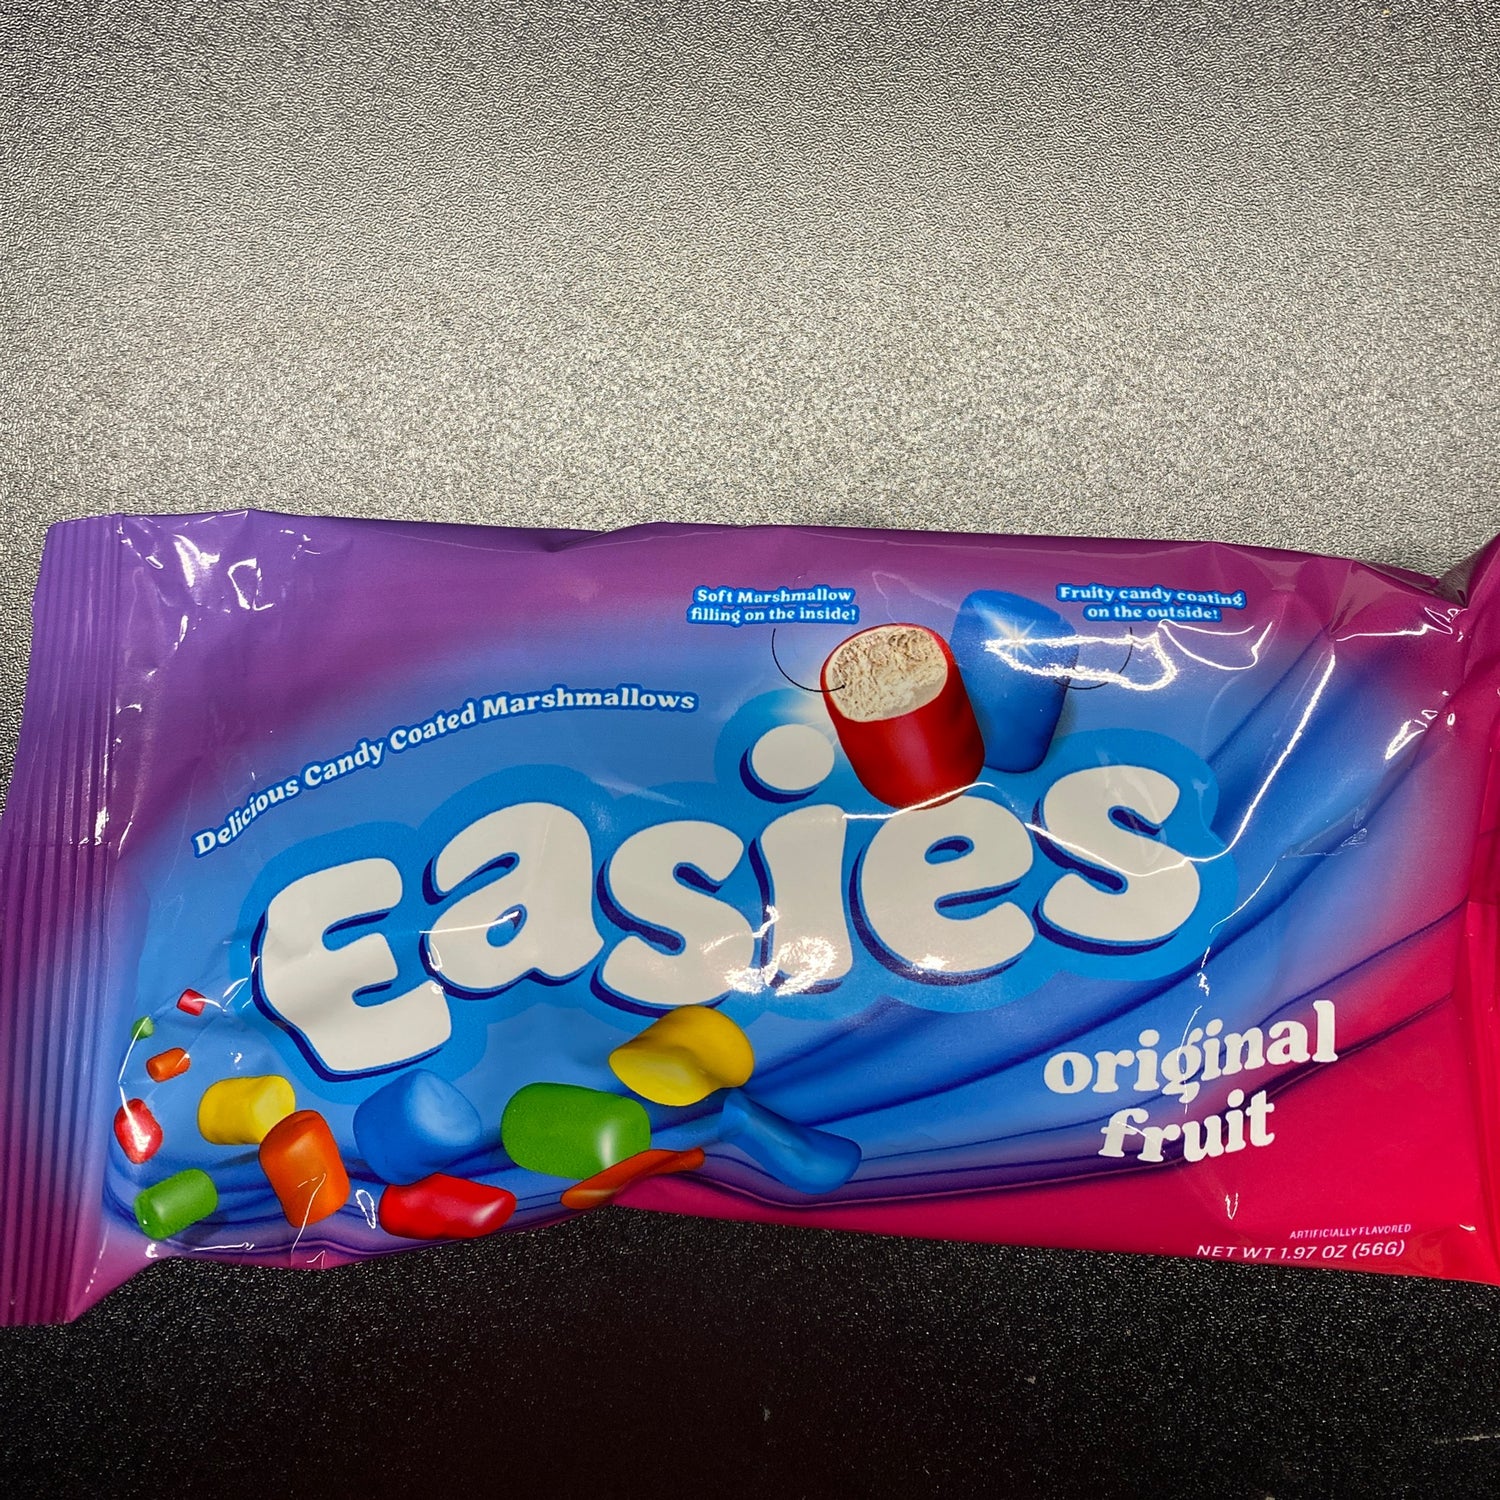 Soft Marshmallow
filling on the inside!
Fruity candy coating
on the outside!
Delicious Candy Coated Marshmallows
Easies
original
fruit
ARTIFICIALLY FLAVORED
NET WT 1.97 OZ (56G)